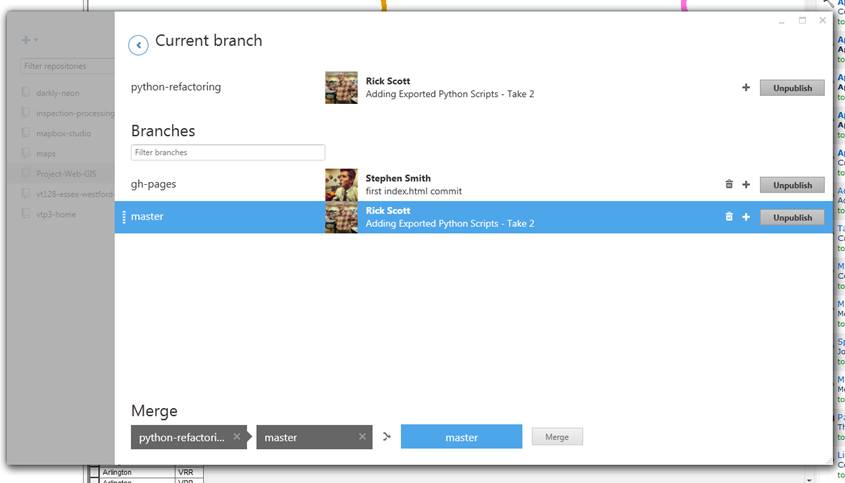 Current branch
Filter repositories
darkly-neon
inspection-processing
mapbox-studio
maps
Project-Web-GIS
vt128-essex-westford
vtp3-home
python-refactoring
Rick Scott
Adding Exported Python Scripts - Take 2
Unpublish
Branches
Filter branches
gh-pages
Stephen Smith
first index.html commit
Unpublish
master
Rick Scott
Adding Exported Python Scripts - Take 2
Unpublish
Merge
python-refactori...
master
master
Merge
Arlington VRR